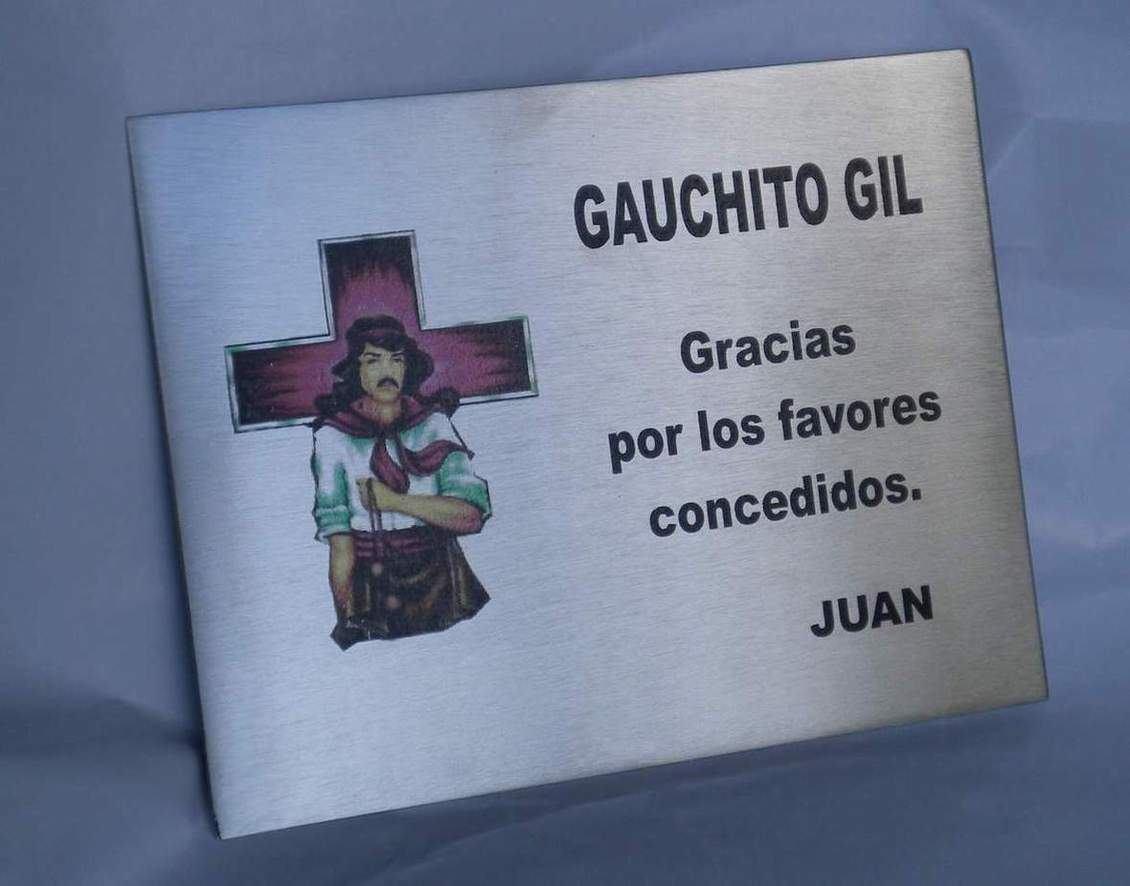 GAUCHITO GIL
Gracias
por los favores
concedidos.
JUAN